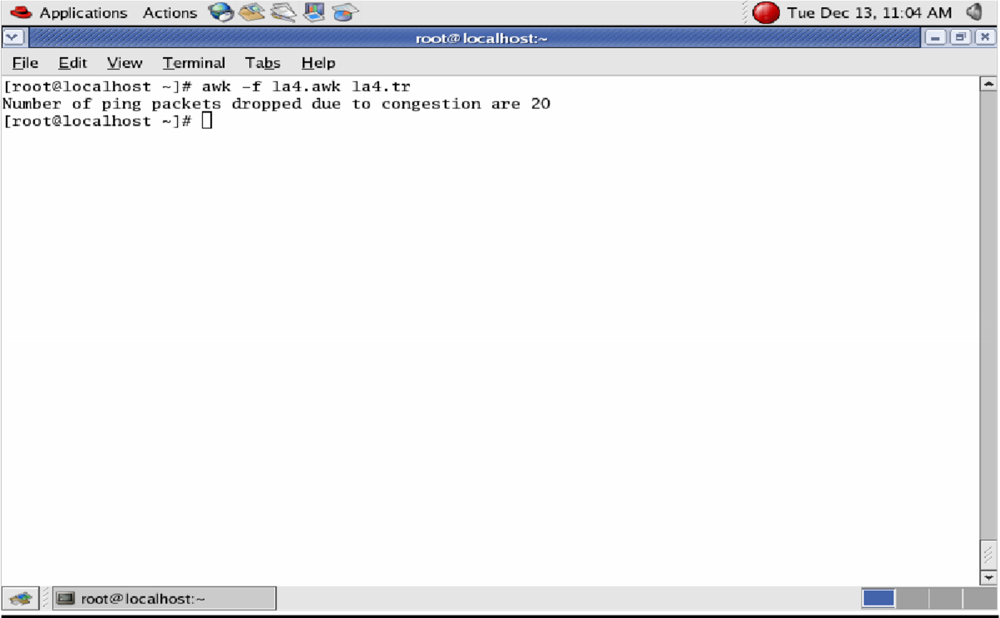 Applications Actions Tue Dec 13, 11:04 AM
root@localhost:~
File Edit View Terminal Tabs Help
[root@localhost ~]# awk -f la4.awk la4.tr
Number of ping packets dropped due to congestion are 20
[root@localhost ~]#
root@localhost:~